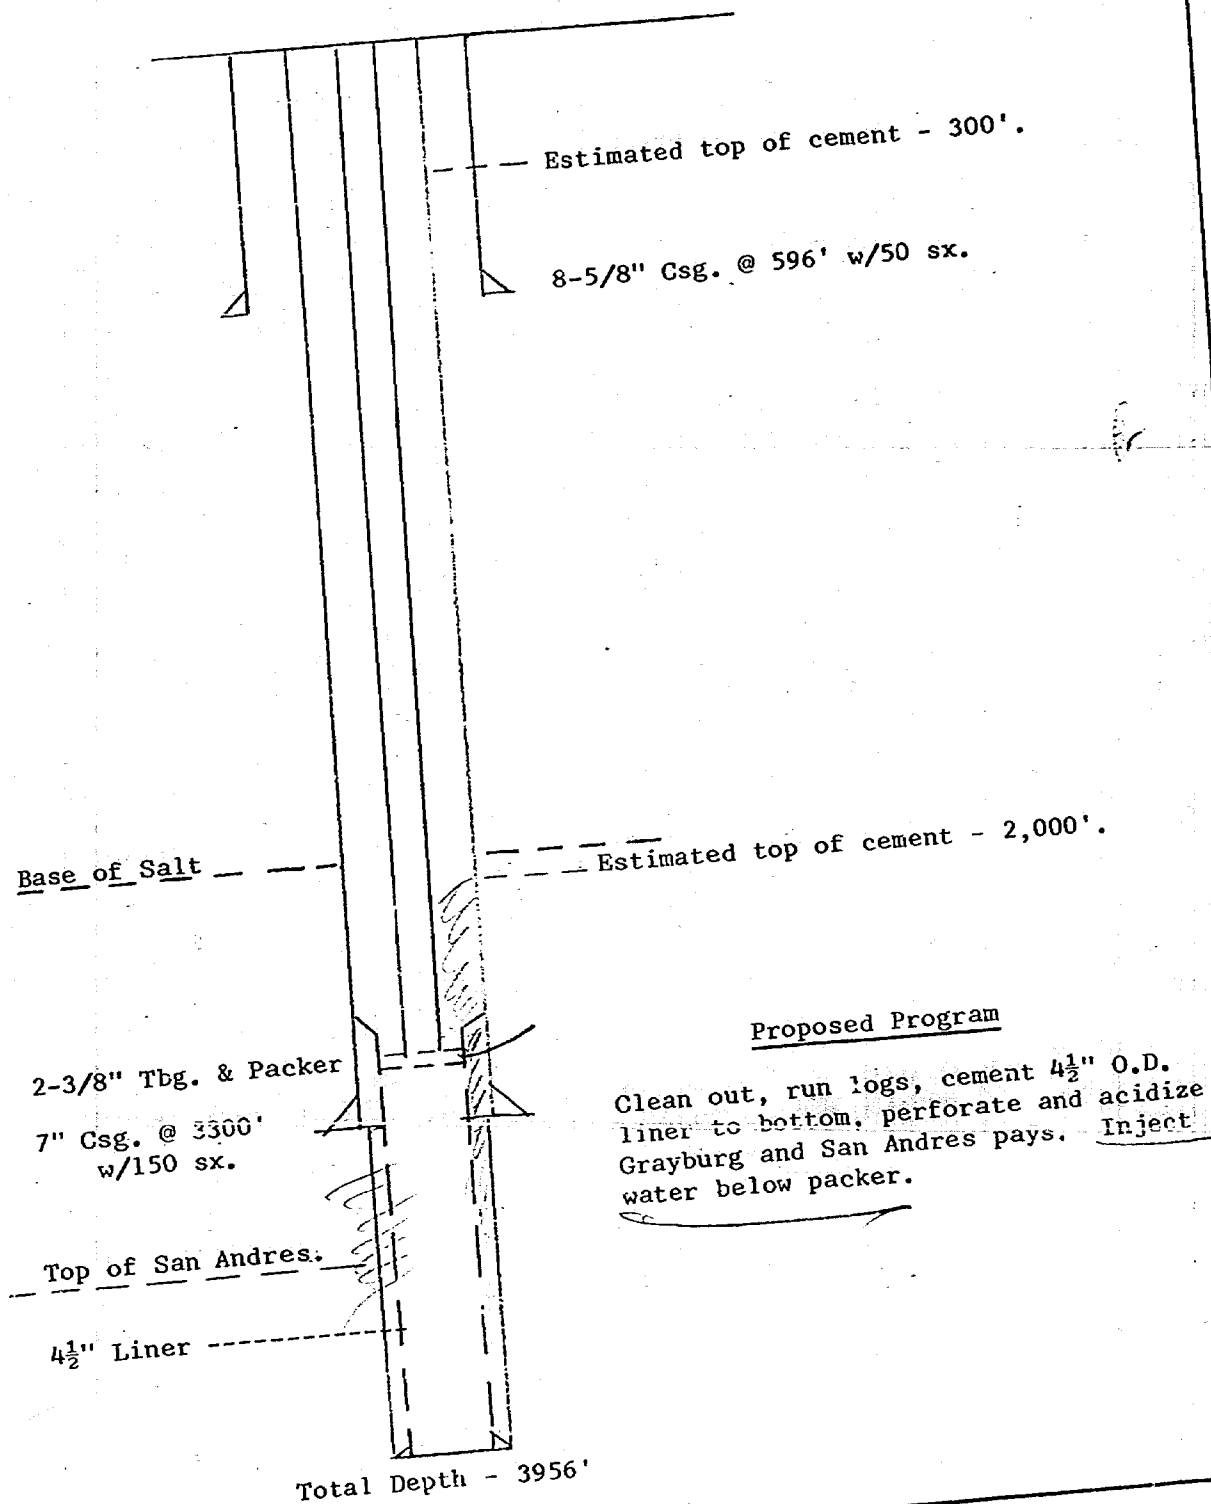 Estimated top of cement - 300'.
8-5/8" Csg. @ 596' w/50 sx.
Base of Salt
Estimated top of cement - 2,000'.
2-3/8" Tbg. & Packer
7" Csg. @ 3300'
w/150 sx.
Proposed Program
Clean out, run logs, cement 4½" O.D.
liner to bottom, perforate and acidize
Grayburg and San Andres pays. Inject
water below packer.
Top of San Andres.
4½" Liner
Total Depth - 3956'